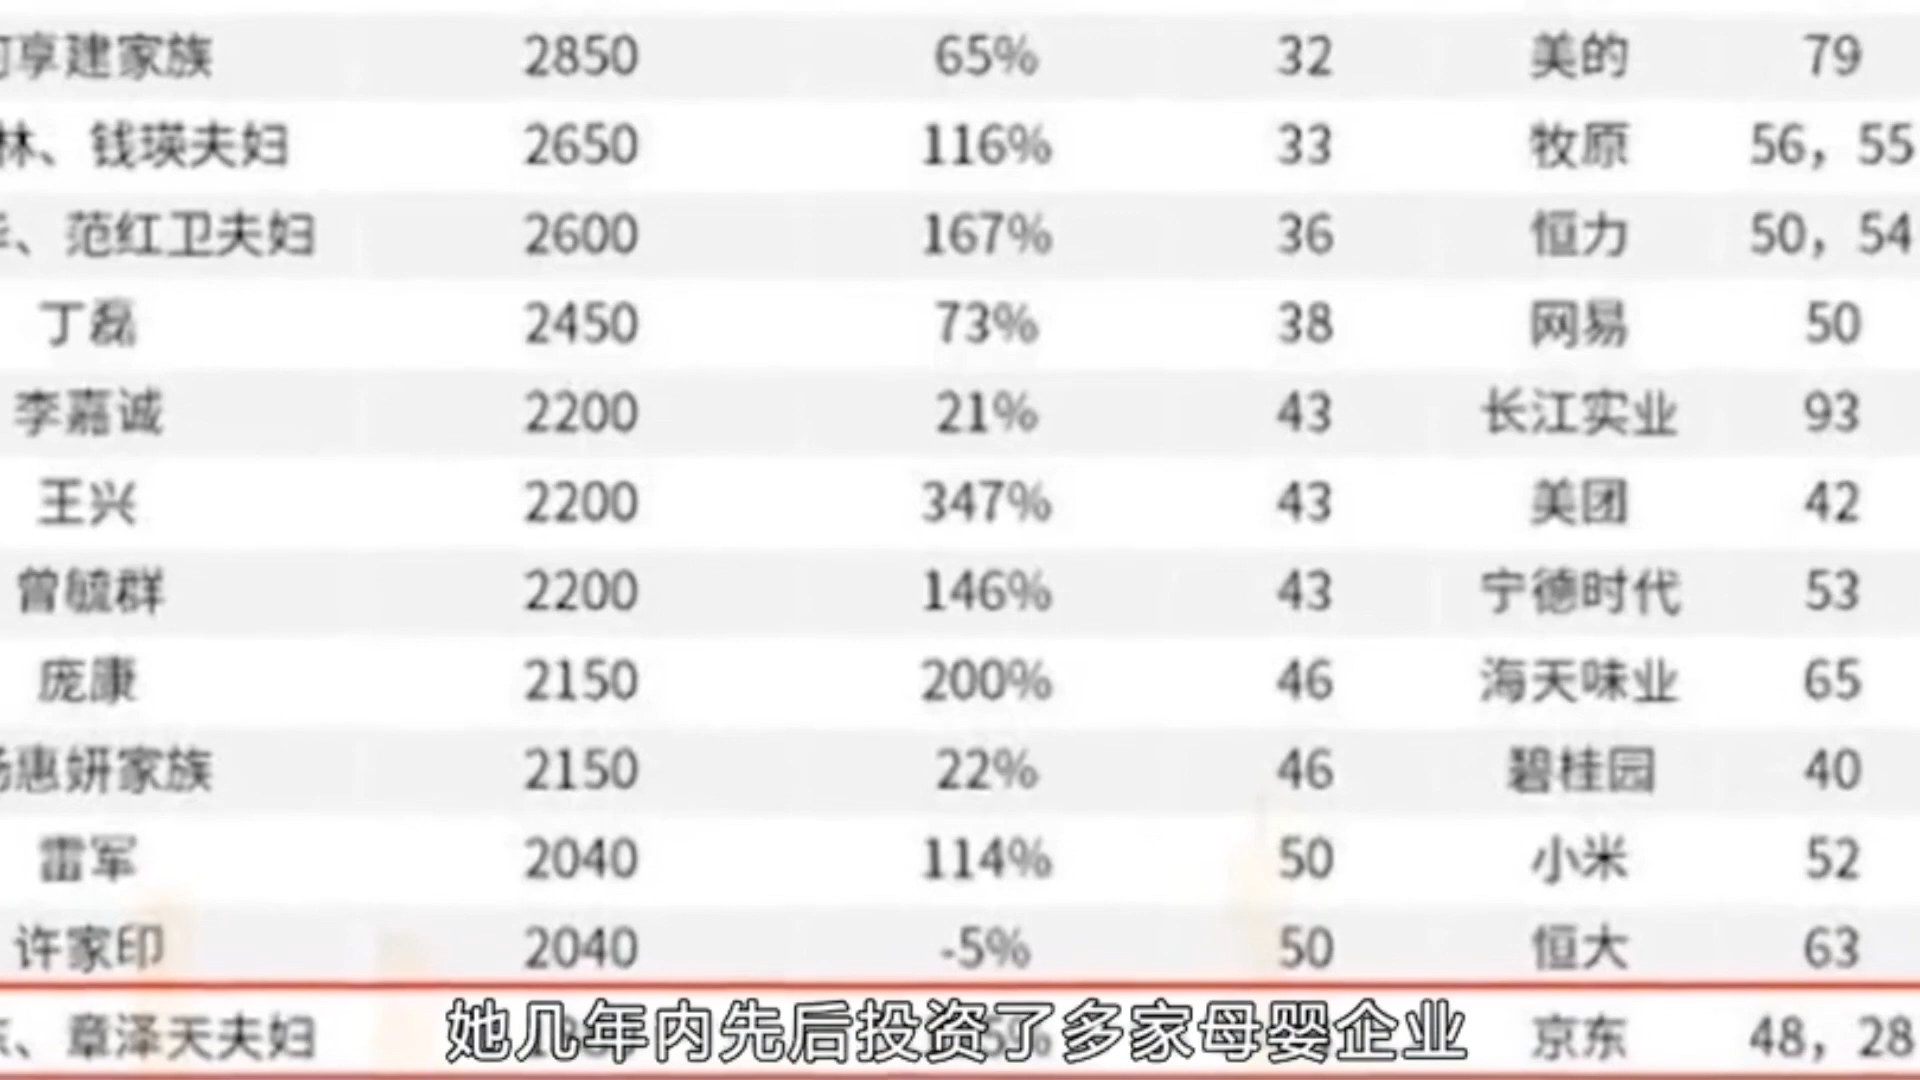 享建家族 2850 65% 32 美的 79
林、钱瑛夫妇 2650 116% 33 牧原 56，55
、范红卫夫妇 2600 167% 36 恒力 50，54
丁磊 2450 73% 38 网易 50
李嘉诚 2200 21% 43 长江实业 93
王兴 2200 347% 43 美团 42
曾毓群 2200 146% 43 宁德时代 53
庞康 2150 200% 46 海天味业 65
惠妍家族 2150 22% 46 碧桂园 40
雷军 2040 114% 50 小米 52
许家印 2040 -5% 50 恒大 63
、章泽天夫妇 京东 48，28
她几年内先后投资了多家母婴企业